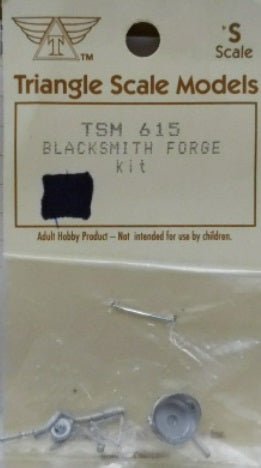 T
TM
'S
Scale
Triangle Scale Models
TSM 615
BLACKSMITH FORGE
kit
Adult Hobby Product – Not intended for use by children.